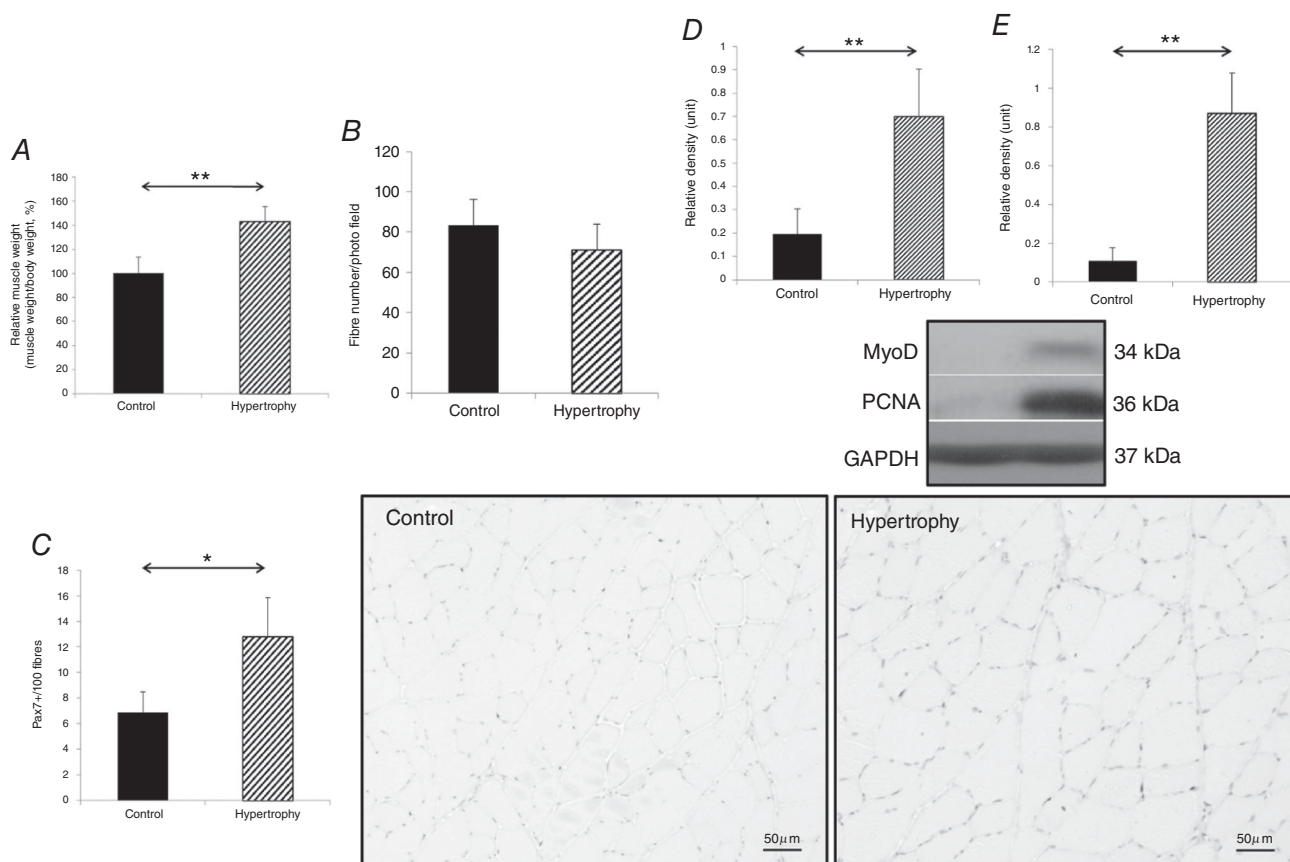 A
Relative muscle weight
(muscle weight/body weight, %)
180
160
140
120
100
80
60
40
20
0
**
Control
Hypertrophy
B
Fibre number/photo field
120
100
80
60
40
20
0
Control
Hypertrophy
D
Relative density (unit)
1
0.9
0.8
0.7
0.6
0.5
0.4
0.3
0.2
0.1
0
**
Control
Hypertrophy
E
Relative density (unit)
1.2
1
0.8
0.6
0.4
0.2
0
**
Control
Hypertrophy
MyoD 34 kDa
PCNA 36 kDa
GAPDH 37 kDa
C
Pax7+/100 fibres
18
16
14
12
10
8
6
4
2
0
*
Control
Hypertrophy
Control
50μm
Hypertrophy
50μm